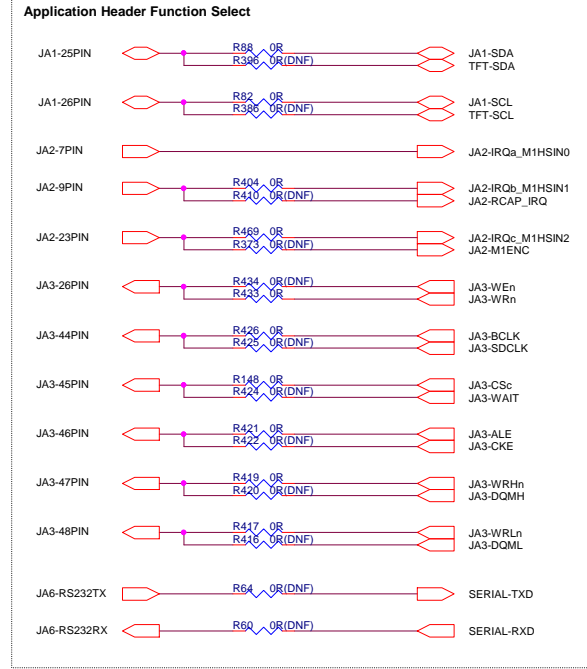 Application Header Function Select
JA1-25PIN R88 0R JA1-SDA
R396 0R(DNF) TFT-SDA
JA1-26PIN R82 0R JA1-SCL
R386 0R(DNF) TFT-SCL
JA2-7PIN JA2-IRQa_M1HSIN0
JA2-9PIN R404 0R JA2-IRQb_M1HSIN1
R410 0R(DNF) JA2-RCAP_IRQ
JA2-23PIN R469 0R JA2-IRQc_M1HSIN2
R373 0R(DNF) JA2-M1ENC
JA3-26PIN R434 0R(DNF) JA3-WEn
R433 0R JA3-WRn
JA3-44PIN R426 0R JA3-BCLK
R425 0R(DNF) JA3-SDCLK
JA3-45PIN R148 0R JA3-CSc
R424 0R(DNF) JA3-WAIT
JA3-46PIN R421 0R JA3-ALE
R422 0R(DNF) JA3-CKE
JA3-47PIN R419 0R JA3-WRHn
R420 0R(DNF) JA3-DQMH
JA3-48PIN R417 0R JA3-WRLn
R416 0R(DNF) JA3-DQML
JA6-RS232TX R64 0R(DNF) SERIAL-TXD
JA6-RS232RX R60 0R(DNF) SERIAL-RXD